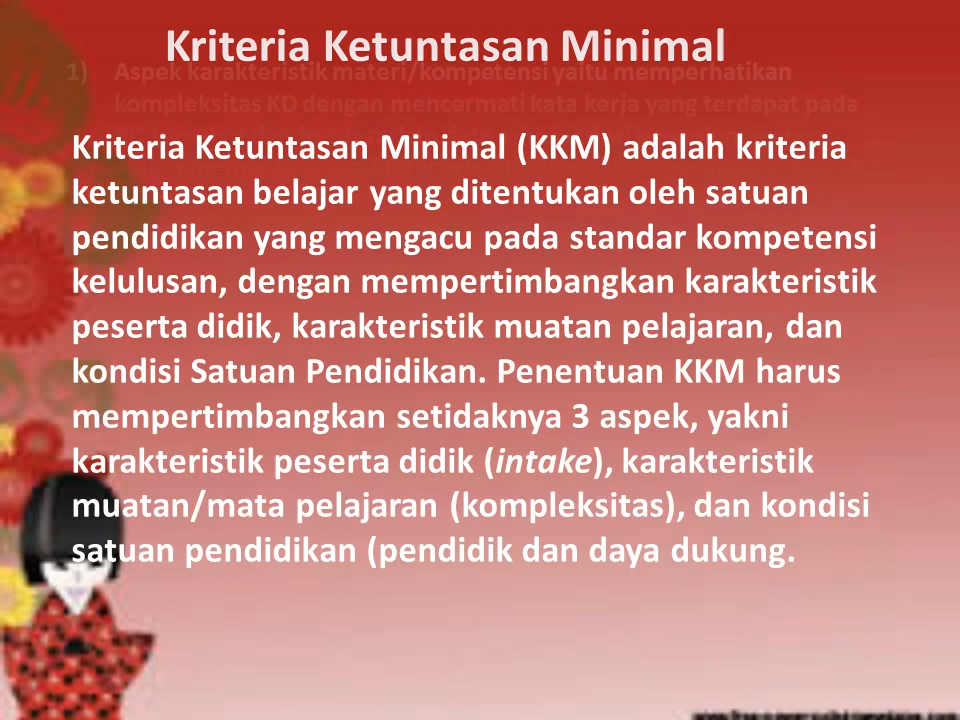 Kriteria Ketuntasan Minimal
1) Aspek karakteristik materi/kompetensi yaitu memperhatikan
kompleksitas KD dengan mencermati kata kerja yang terdapat pada
Kriteria Ketuntasan Minimal (KKM) adalah kriteria
ketuntasan belajar yang ditentukan oleh satuan
pendidikan yang mengacu pada standar kompetensi
kelulusan, dengan mempertimbangkan karakteristik
peserta didik, karakteristik muatan pelajaran, dan
kondisi Satuan Pendidikan. Penentuan KKM harus
mempertimbangkan setidaknya 3 aspek, yakni
karakteristik peserta didik (intake), karakteristik
muatan/mata pelajaran (kompleksitas), dan kondisi
satuan pendidikan (pendidik dan daya dukung.